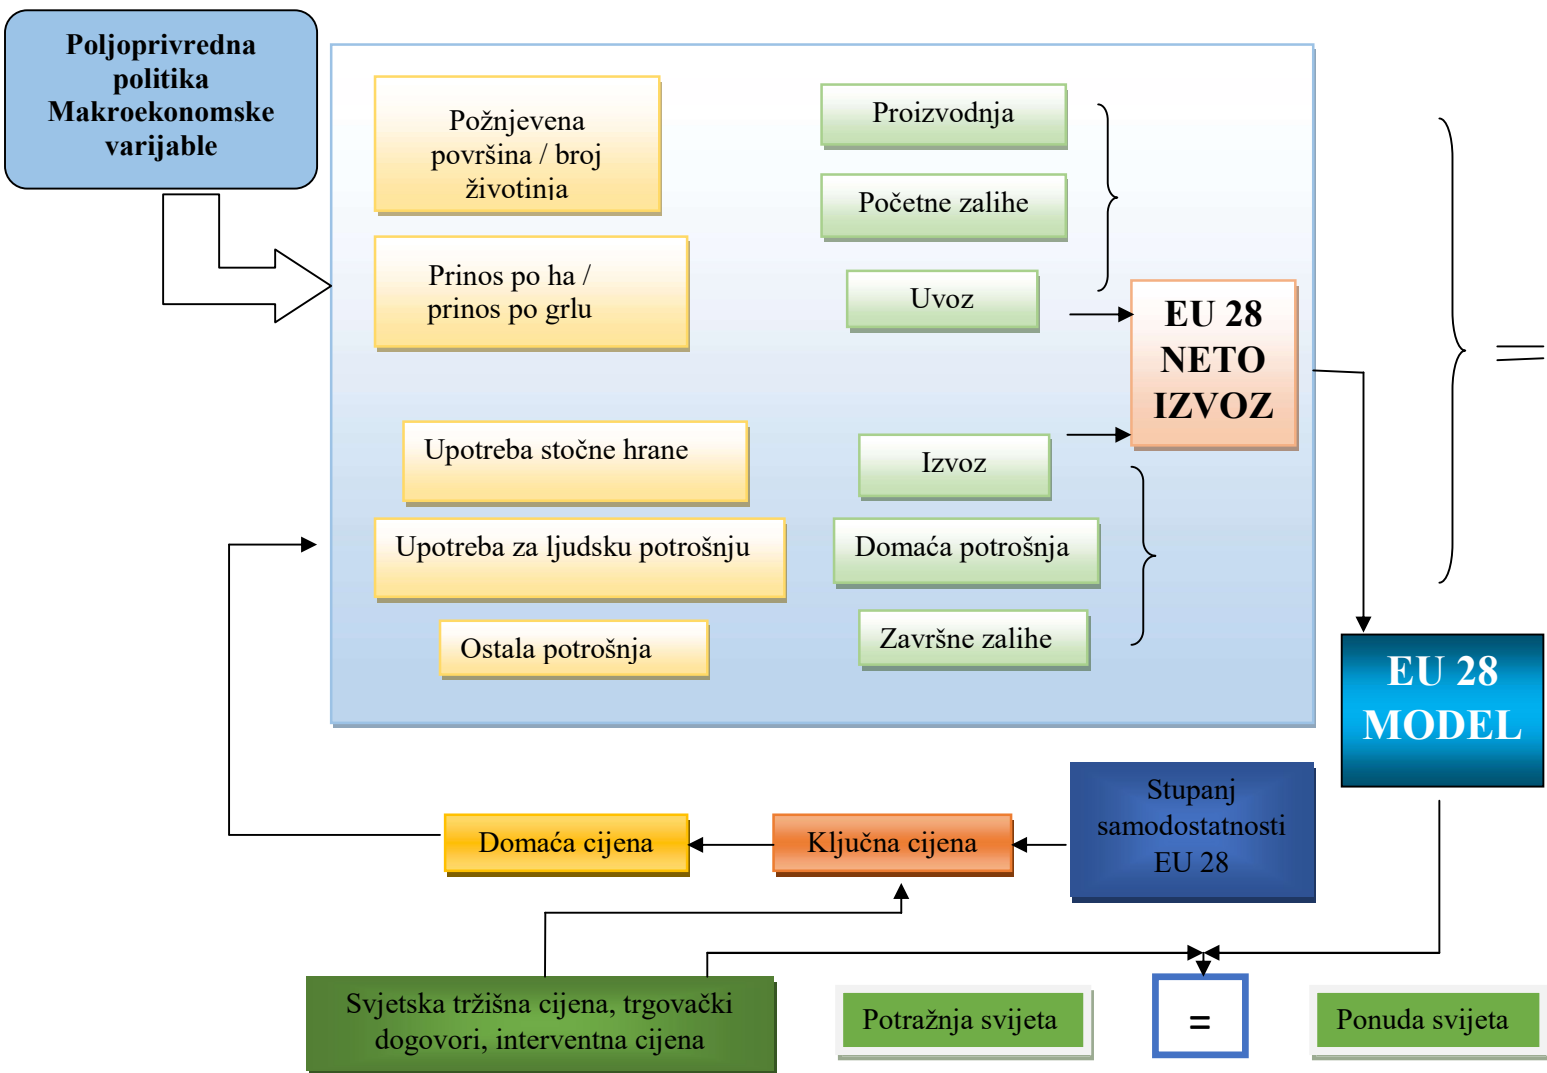 Poljoprivredna
politika
Makroekonomske
varijable
Požnjevena
površina / broj
životinja
Prinos po ha /
prinos po grlu
Upotreba stočne hrane
Upotreba za ljudsku potrošnju
Ostala potrošnja
Proizvodnja
Početne zalihe
Uvoz
Izvoz
Domaća potrošnja
Završne zalihe
EU 28
NETO
IZVOZ
=
EU 28
MODEL
Stupanj
samodostatnosti
EU 28
Ključna cijena
Domaća cijena
Svjetska tržišna cijena, trgovački
dogovori, interventna cijena
Potražnja svijeta
=
Ponuda svijeta